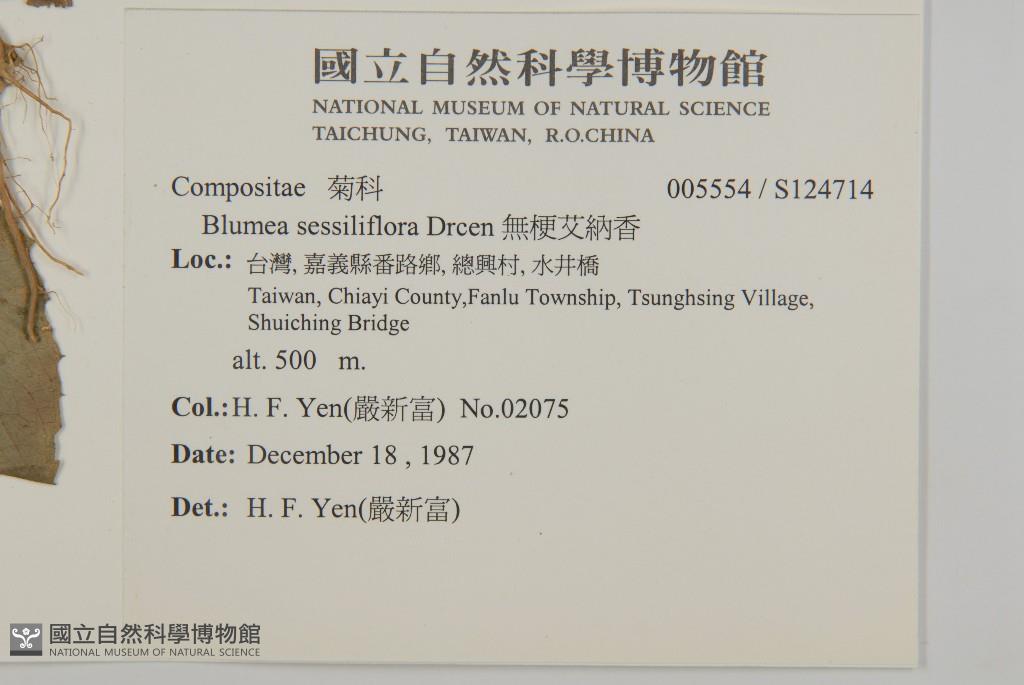 國立自然科學博物館
NATIONAL MUSEUM OF NATURAL SCIENCE
TAICHUNG, TAIWAN, R.O.CHINA
Compositae 菊科 005554 / S124714
Blumea sessiliflora Drcen 無梗艾納香
Loc.: 台灣, 嘉義縣番路鄉, 總興村, 水井橋
Taiwan, Chiayi County,Fanlu Township, Tsunghsing Village,
Shuiching Bridge
alt. 500 m.
Col.:H. F. Yen(嚴新富) No.02075
Date: December 18 , 1987
Det.: H. F. Yen(嚴新富)
國立自然科學博物館
NATIONAL MUSEUM OF NATURAL SCIENCE